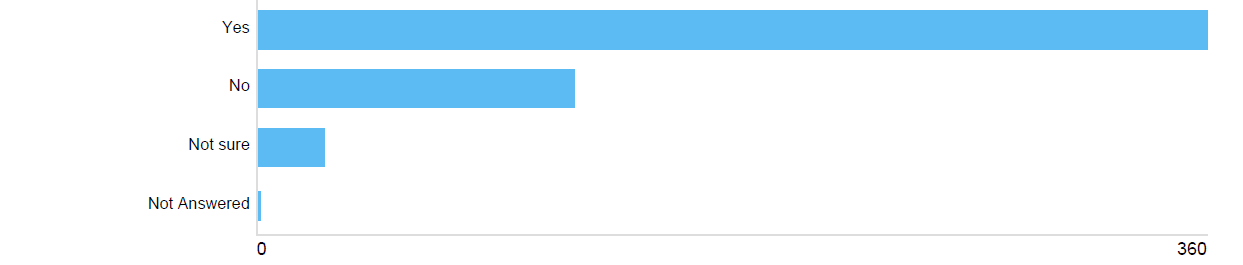 Yes
No
Not sure
Not Answered
0 360